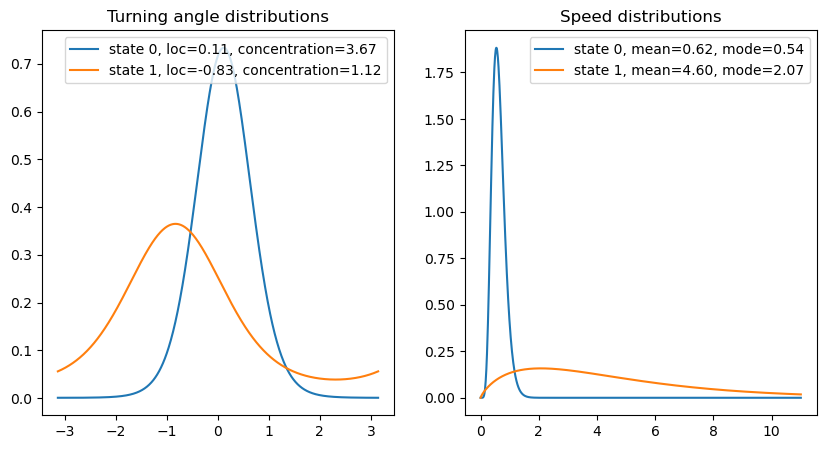 Turning angle distributions
state 0, loc=0.11, concentration=3.67
state 1, loc=-0.83, concentration=1.12
0.7
0.6
0.5
0.4
0.3
0.2
0.1
0.0
−3 −2 −1 0 1 2 3
Speed distributions
state 0, mean=0.62, mode=0.54
state 1, mean=4.60, mode=2.07
1.75
1.50
1.25
1.00
0.75
0.50
0.25
0.00
0 2 4 6 8 10